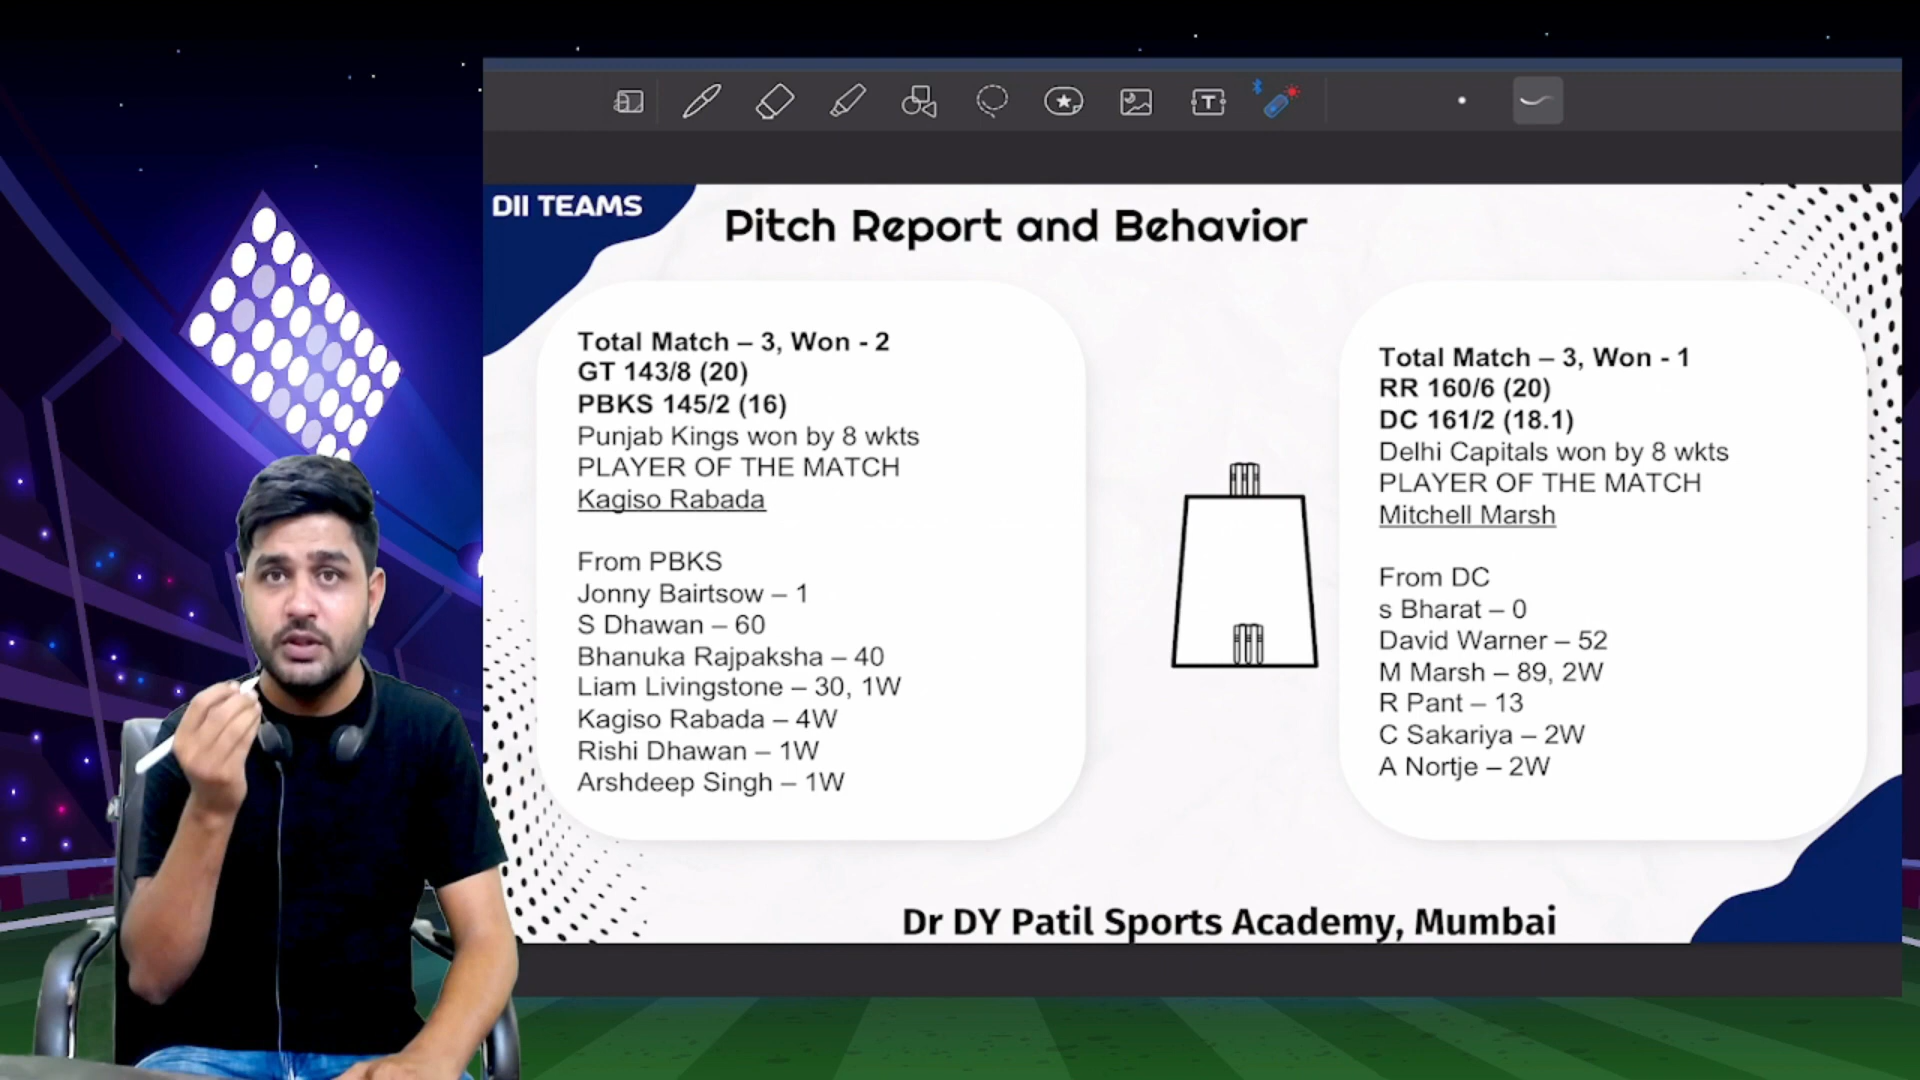 DII TEAMS
Pitch Report and Behavior
Total Match – 3, Won - 2
GT 143/8 (20)
PBKS 145/2 (16)
Punjab Kings won by 8 wkts
PLAYER OF THE MATCH
Kagiso Rabada
From PBKS
Jonny Bairtsow – 1
S Dhawan – 60
Bhanuka Rajpaksha – 40
Liam Livingstone – 30, 1W
Kagiso Rabada – 4W
Rishi Dhawan – 1W
Arshdeep Singh – 1W
Total Match – 3, Won - 1
RR 160/6 (20)
DC 161/2 (18.1)
Delhi Capitals won by 8 wkts
PLAYER OF THE MATCH
Mitchell Marsh
From DC
s Bharat – 0
David Warner – 52
M Marsh – 89, 2W
R Pant – 13
C Sakariya – 2W
A Nortje – 2W
Dr DY Patil Sports Academy, Mumbai